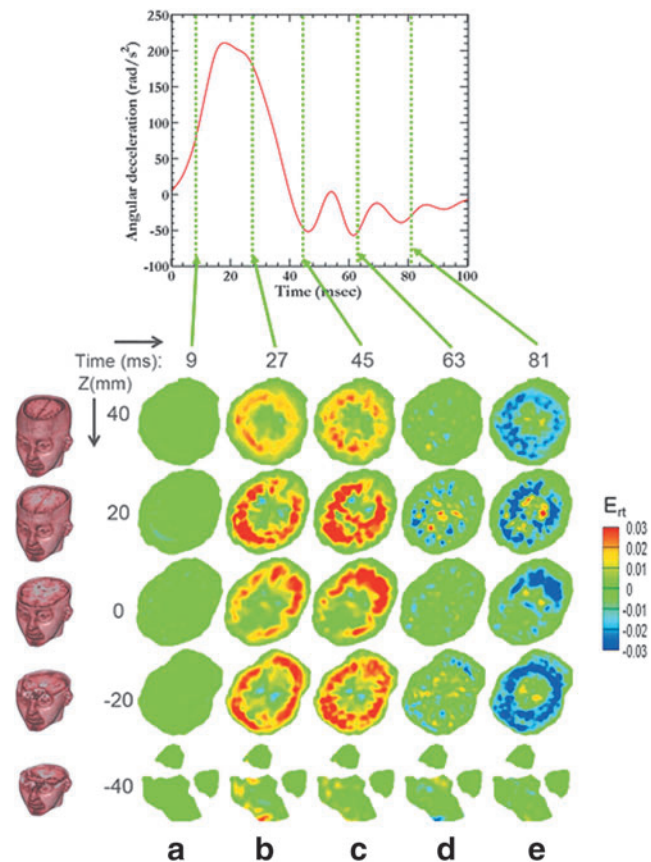 Angular deceleration (rad/s²)
250
200
150
100
50
0
-50
-100
0 20 40 60 80 100
Time (msec)
Time (ms): 9 27 45 63 81
Z(mm)
40
20
0
-20
-40
E_rt
0.03
0.02
0.01
0
-0.01
-0.02
-0.03
a b c d e